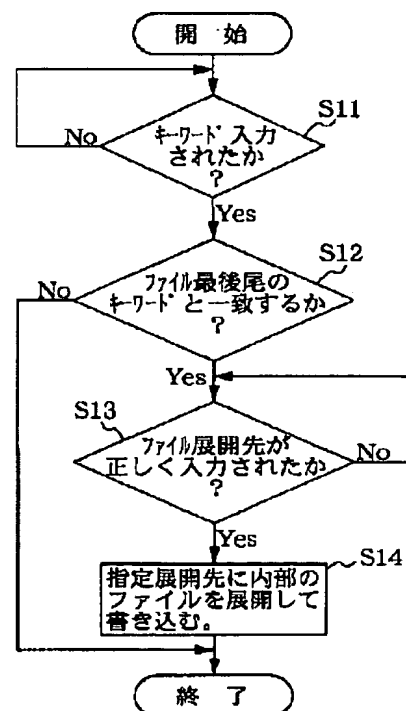 開 始
S11
キーワード入力
されたか
?
No
Yes
S12
ファイル最後尾の
キーワードと一致するか
?
No
Yes
S13
ファイル展開先が
正しく入力されたか
?
No
Yes
S14
指定展開先に内部の
ファイルを展開して
書き込む。
終 了